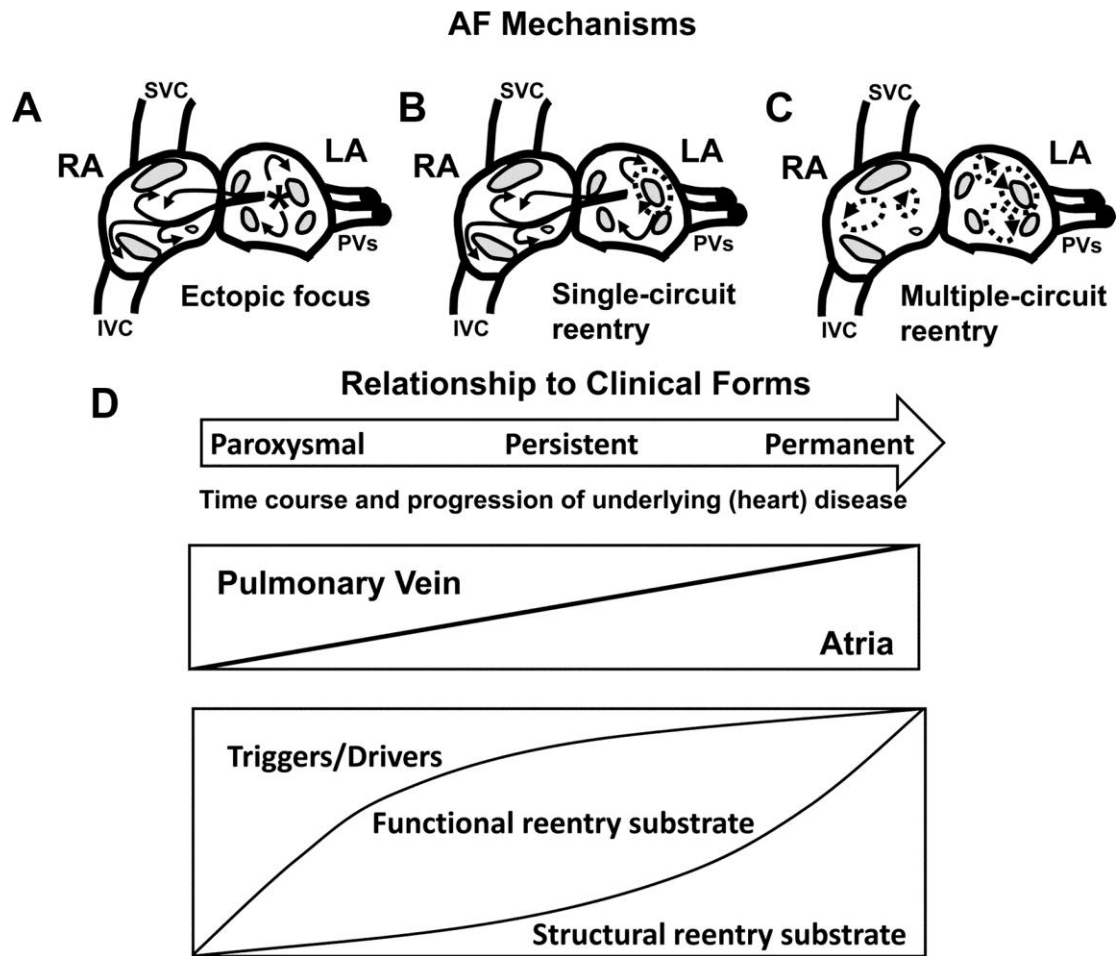 AF Mechanisms
A
SVC
RA
LA
PVs
IVC
Ectopic focus
B
SVC
RA
LA
PVs
IVC
Single-circuit
reentry
C
SVC
RA
LA
PVs
IVC
Multiple-circuit
reentry
D
Relationship to Clinical Forms
Paroxysmal Persistent Permanent
Time course and progression of underlying (heart) disease
Pulmonary Vein
Atria
Triggers/Drivers
Functional reentry substrate
Structural reentry substrate